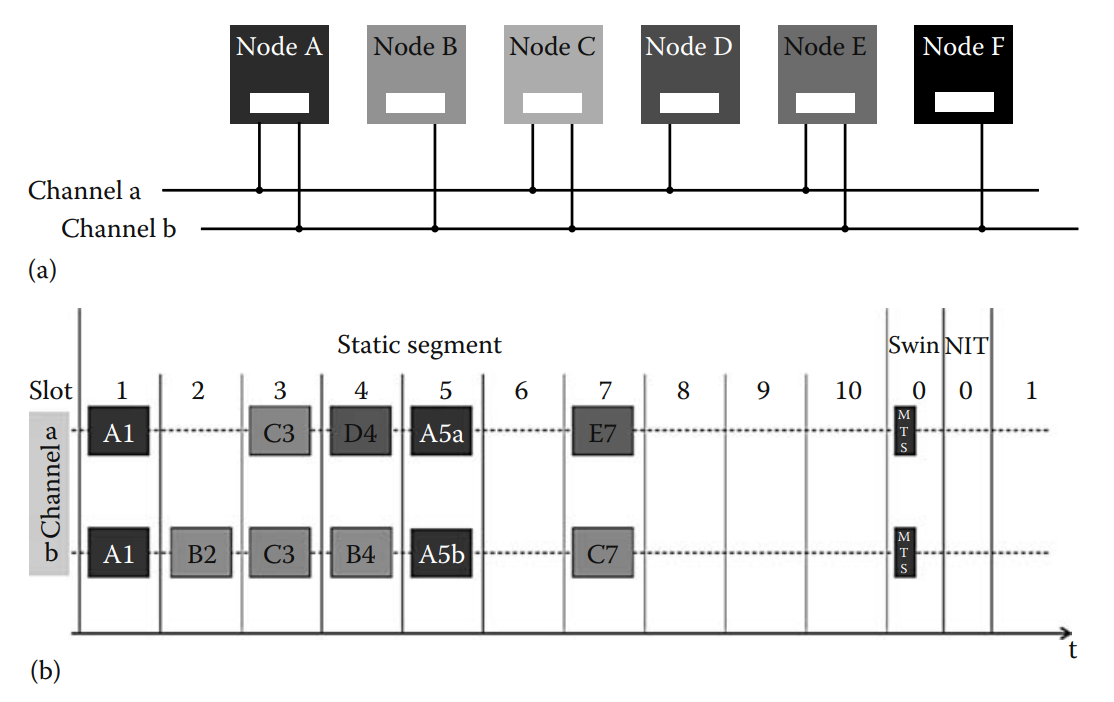 Node A Node B Node C Node D Node E Node F
Channel a
Channel b
(a)
Static segment Swin NIT
Slot 1 2 3 4 5 6 7 8 9 10 0 0 1
Channel
a A1 C3 D4 A5a E7 MTS
b A1 B2 C3 B4 A5b C7 MTS
t
(b)